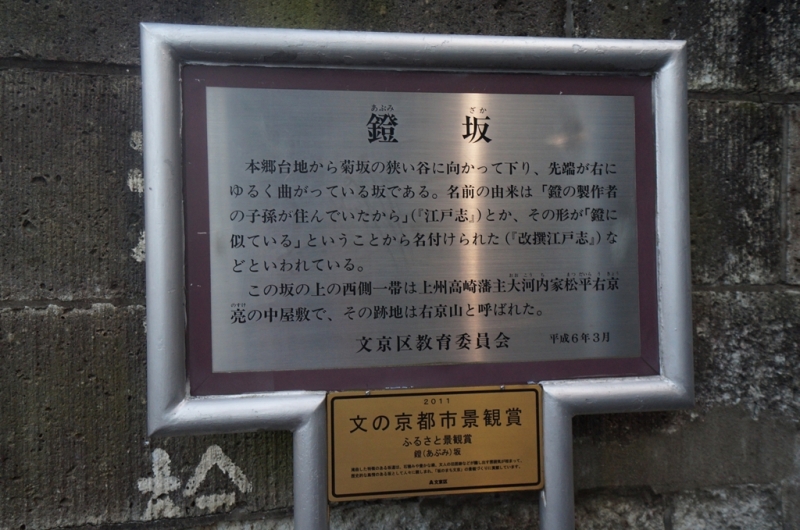 あぶみ ざか
鐙 坂
本郷台地から菊坂の狭い谷に向かって下り、先端が右に
ゆるく曲がっている坂である。名前の由来は「鐙の製作者
の子孫が住んでいたから」(『江戸志』)とか、その形が「鐙に
似ている」ということから名付けられた(『改撰江戸志』)な
どといわれている。
この坂の上の西側一帯は上州高崎藩主大河内家松平右京
亮の中屋敷で、その跡地は右京山と呼ばれた。
文京区教育委員会 平成6年3月
2011
文の京都市景観賞
ふるさと景観賞
鐙(あぶみ)坂
文京区
松